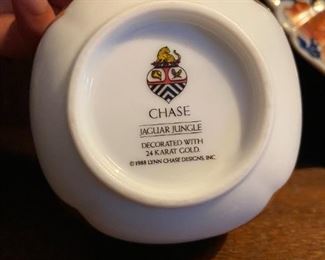 CHASE
JAGUAR JUNGLE
DECORATED WITH
24 KARAT GOLD
© 1988 LYNN CHASE DESIGNS, INC.